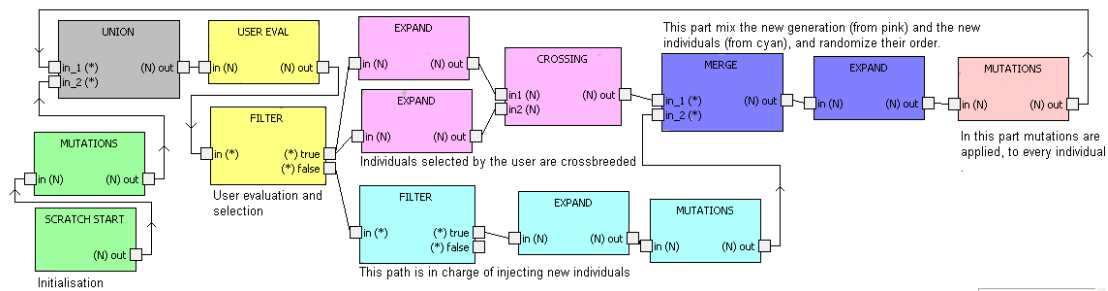 This part mix the new generation (from pink) and the new
individuals (from cyan), and randomize their order.
UNION
in_1 (*)
in_2 (*)
(N) out
USER EVAL
in (N)
(N) out
EXPAND
in (N)
(N) out
CROSSING
in1 (N)
in2 (N)
(N) out
MERGE
in_1 (*)
in_2 (*)
(N) out
EXPAND
in (N)
(N) out
MUTATIONS
in (N)
(N) out
EXPAND
in (N)
(N) out
FILTER
in (*)
(*) true
(*) false
Individuals selected by the user are crossbreeded
In this part mutations are
applied, to every individual
.
MUTATIONS
in (N)
(N) out
User evaluation and
selection
FILTER
in (*)
(*) true
(*) false
EXPAND
in (N)
(N) out
MUTATIONS
in (N)
(N) out
SCRATCH START
(N) out
This path is in charge of injecting new individuals
Initialisation